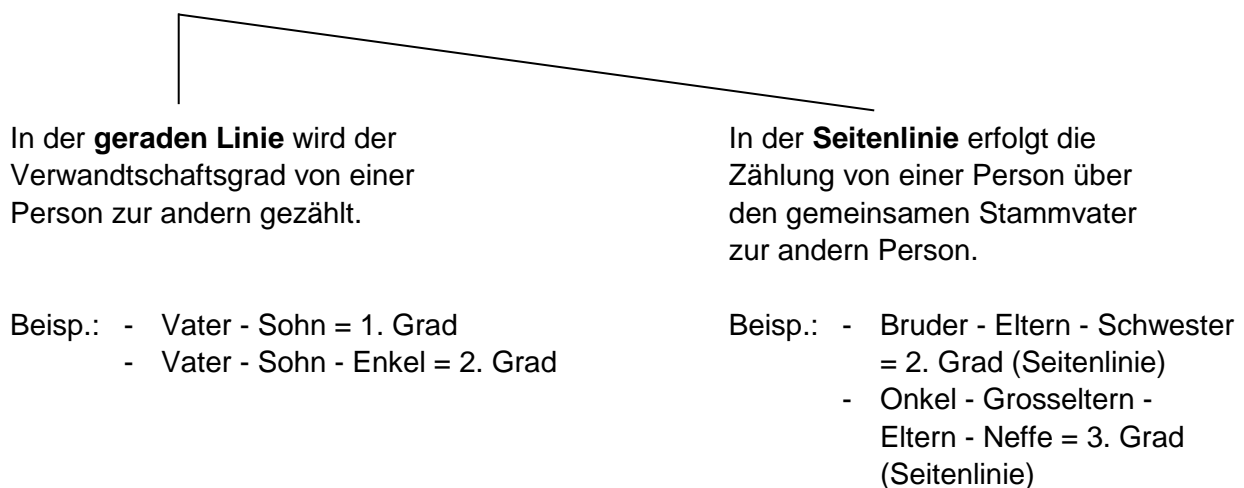 In der geraden Linie wird der
Verwandtschaftsgrad von einer
Person zur andern gezählt.
Beisp.: - Vater - Sohn = 1. Grad
- Vater - Sohn - Enkel = 2. Grad
In der Seitenlinie erfolgt die
Zählung von einer Person über
den gemeinsamen Stammvater
zur andern Person.
Beisp.: - Bruder - Eltern - Schwester
= 2. Grad (Seitenlinie)
- Onkel - Grosseltern -
Eltern - Neffe = 3. Grad
(Seitenlinie)